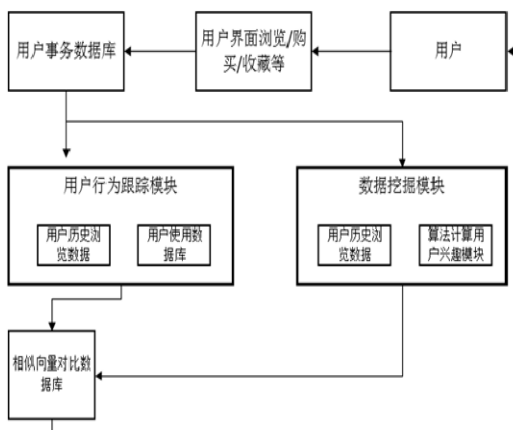 用户事务数据库
用户界面浏览/购
买/收藏等
用户
用户行为跟踪模块
用户历史浏
览数据
用户使用数
据库
数据挖掘模块
用户历史浏
览数据
算法计算用
户兴趣模块
相似向量对比数
据库